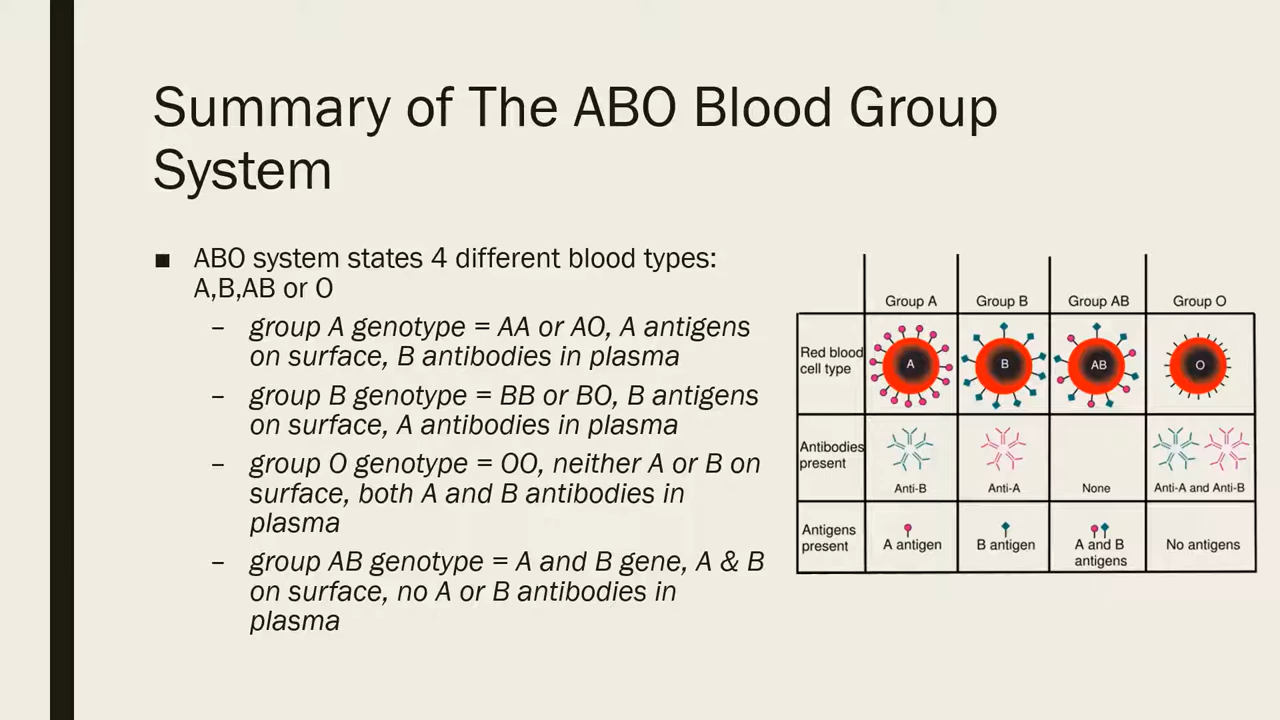 Summary of The ABO Blood Group
System
■ ABO system states 4 different blood types:
A,B,AB or O
– group A genotype = AA or AO, A antigens
on surface, B antibodies in plasma
– group B genotype = BB or BO, B antigens
on surface, A antibodies in plasma
– group O genotype = OO, neither A or B on
surface, both A and B antibodies in
plasma
– group AB genotype = A and B gene, A & B
on surface, no A or B antibodies in
plasma
Group A Group B Group AB Group O
Red blood
cell type
A B AB O
Antibodies
present
Anti-B Anti-A None Anti-A and Anti-B
Antigens
present
A antigen B antigen A and B
antigens
No antigens